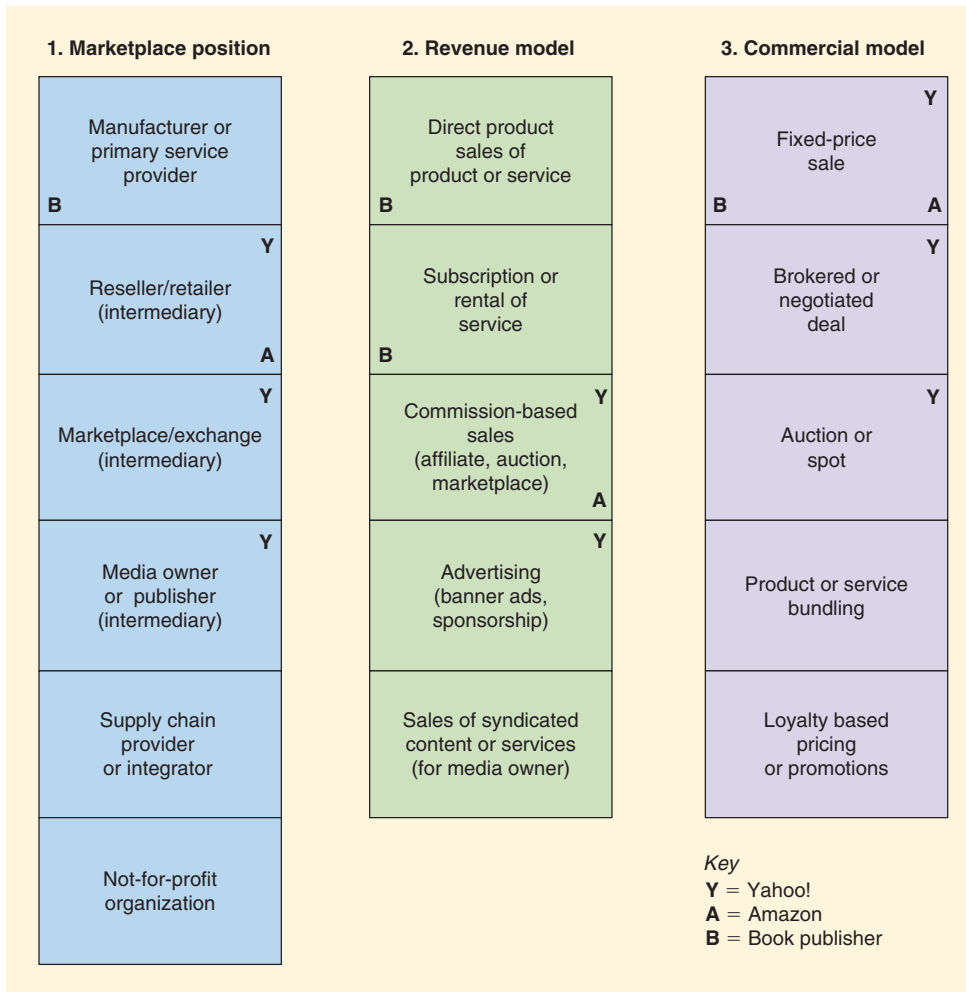 1. Marketplace position
Manufacturer or
primary service
provider
B
Y
Reseller/retailer
(intermediary)
A
Y
Marketplace/exchange
(intermediary)
Y
Media owner
or publisher
(intermediary)
Supply chain
provider
or integrator
Not-for-profit
organization
2. Revenue model
Direct product
sales of
product or service
B
Subscription or
rental of
service
B
Y
Commission-based
sales
(affiliate, auction,
marketplace)
A
Y
Advertising
(banner ads,
sponsorship)
Sales of syndicated
content or services
(for media owner)
3. Commercial model
Y
Fixed-price
sale
B A
Y
Brokered or
negotiated
deal
Y
Auction or
spot
Product or service
bundling
Loyalty based
pricing
or promotions
Key
Y = Yahoo!
A = Amazon
B = Book publisher